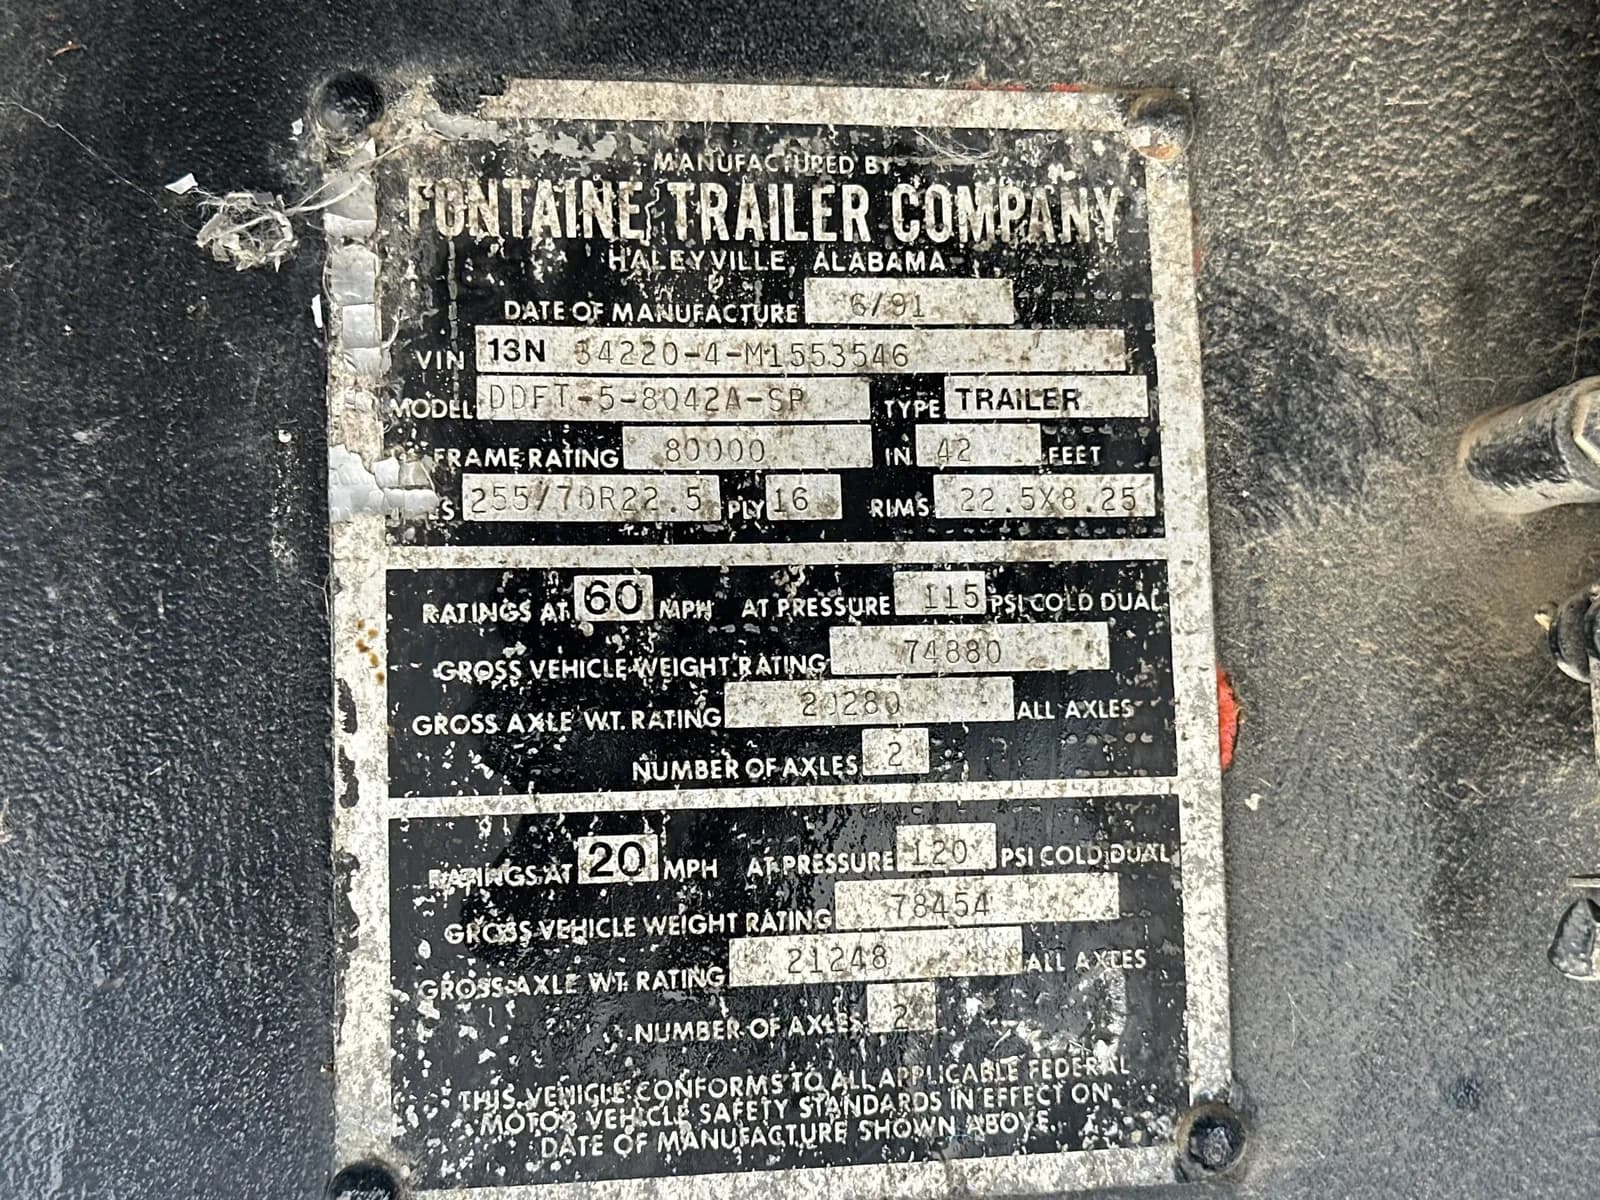 MANUFACTURED BY
FONTAINE TRAILER COMPANY
HALEYVILLE, ALABAMA
DATE OF MANUFACTURE 6/91
VIN 13N 34220-4-M1553546
MODEL DDFT-5-8042A-SP TYPE TRAILER
FRAME RATING 80000 IN 42 FEET
255/70R22.5 PLY 16 RIMS 22.5X8.25
RATINGS AT 60 MPH AT PRESSURE 115 PSI COLD DUAL
GROSS VEHICLE WEIGHT RATING 74880
GROSS AXLE WT. RATING 20280 ALL AXLES
NUMBER OF AXLES 2
RATINGS AT 20 MPH AT PRESSURE 120 PSI COLD DUAL
GROSS VEHICLE WEIGHT RATING 78454
GROSS AXLE WT. RATING 21248 ALL AXLES
NUMBER OF AXLES 2
THIS VEHICLE CONFORMS TO ALL APPLICABLE FEDERAL
MOTOR VEHICLE SAFETY STANDARDS IN EFFECT ON
DATE OF MANUFACTURE SHOWN ABOVE.